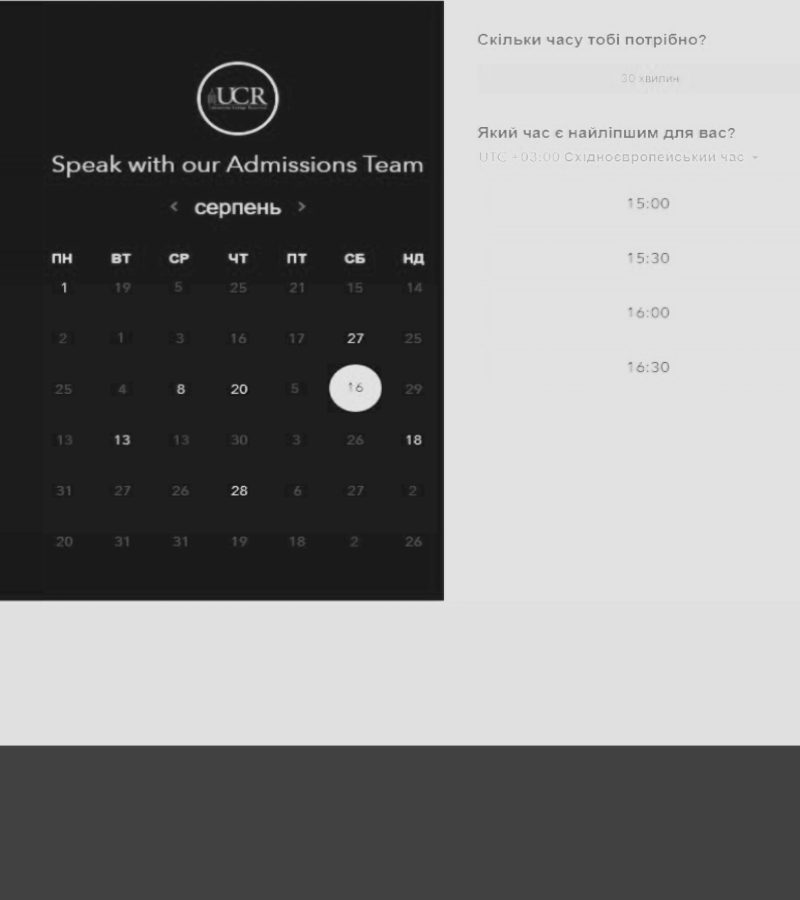 UCR
Speak with our Admissions Team
< серпень >
ПН ВТ СР ЧТ ПТ СБ НД
1 19 5 25 21 15 14
2 1 3 16 17 27 25
25 4 8 20 5 16 29
13 13 13 30 3 26 18
31 27 26 28 6 27 2
20 31 31 19 18 2 26
Скільки часу тобі потрібно?
30 хвилин
Який час є найліпшим для вас?
UTC +03:00 Східноєвропейський час
15:00
15:30
16:00
16:30